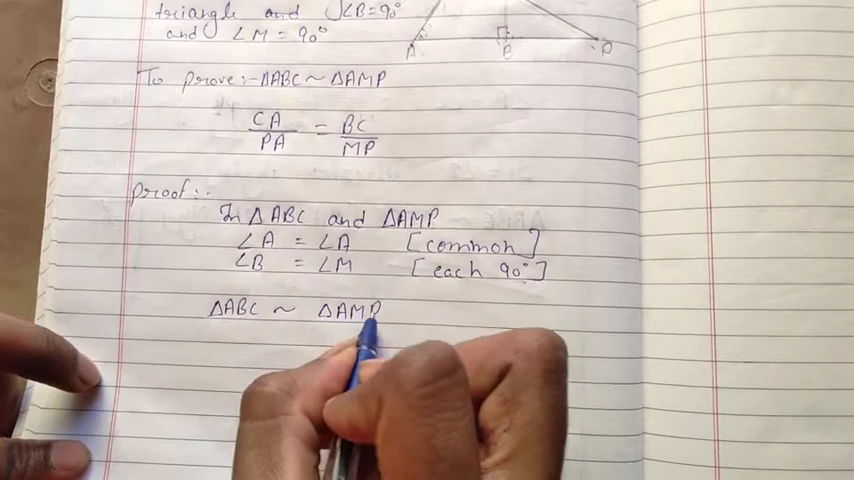 triangle and ∠B=90°
and ∠M = 90°
A B P
To prove:- ΔABC ~ ΔAMP
CA/PA = BC/MP
proof:-
In ΔABC and ΔAMP
∠A = ∠A [common]
∠B = ∠M [each 90°]
ΔABC ~ ΔAMP